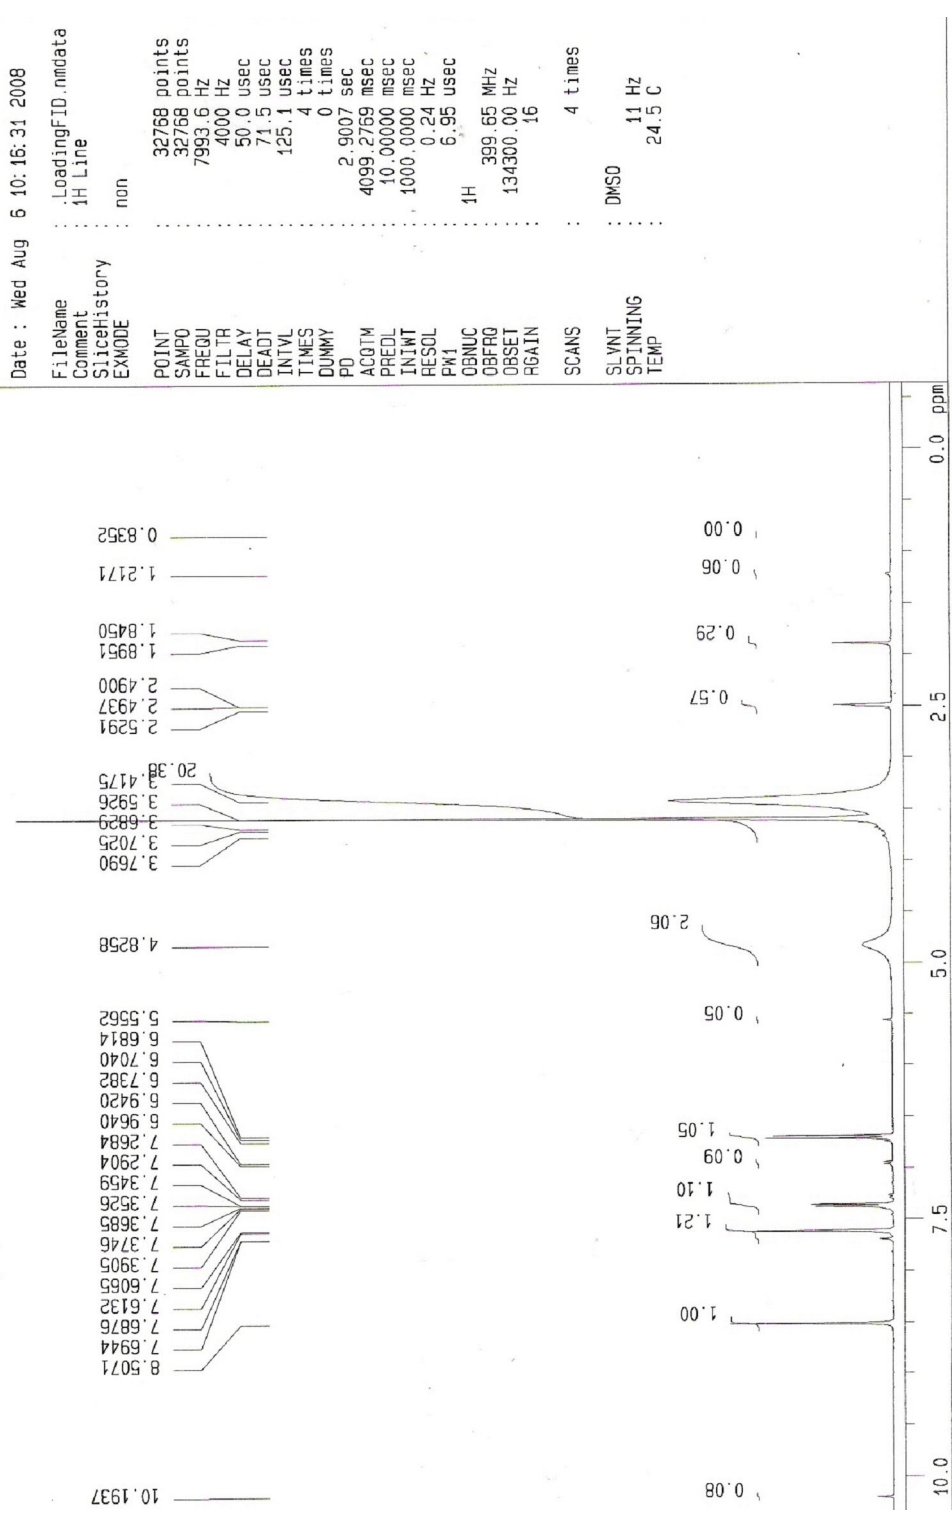 Date : Wed Aug 6 10:16:31 2008
FileName : .LoadingFID.nmdata
Comment : 1H Line
SliceHistory :
EXMODE : non
POINT : 32768 points
SAMPO : 32768 points
FREQU : 7993.6 Hz
FILTR : 4000 Hz
DELAY : 50.0 usec
DEADT : 71.5 usec
INTVL : 125.1 usec
TIMES : 4 times
DUMMY : 0 times
PD : 2.9007 sec
ACQTM : 4099.2769 msec
PREDL : 10.00000 msec
INIWT : 1000.0000 msec
RESOL : 0.24 Hz
PW1 : 6.95 usec
OBNUC : 1H
OBFRQ : 399.65 MHz
OBSET : 134300.00 Hz
RGAIN : 16
SCANS : 4 times
SLVNT : DMSO
SPINNING : 11 Hz
TEMP : 24.5 C
0.8352
1.2171
1.8450
1.8951
2.4900
2.4937
2.5291
3.4175
3.5926
3.6829
3.7025
3.7690
4.8258
5.5562
6.6814
6.7040
6.7382
6.9420
6.9640
7.2684
7.2904
7.3459
7.3526
7.3685
7.3746
7.3905
7.6065
7.6132
7.6876
7.6944
8.5071
10.1937
0.00
0.06
0.29
0.57
20.38
2.06
0.05
1.05
0.09
1.10
1.21
1.00
0.08
0.0 ppm
2.5
5.0
7.5
10.0